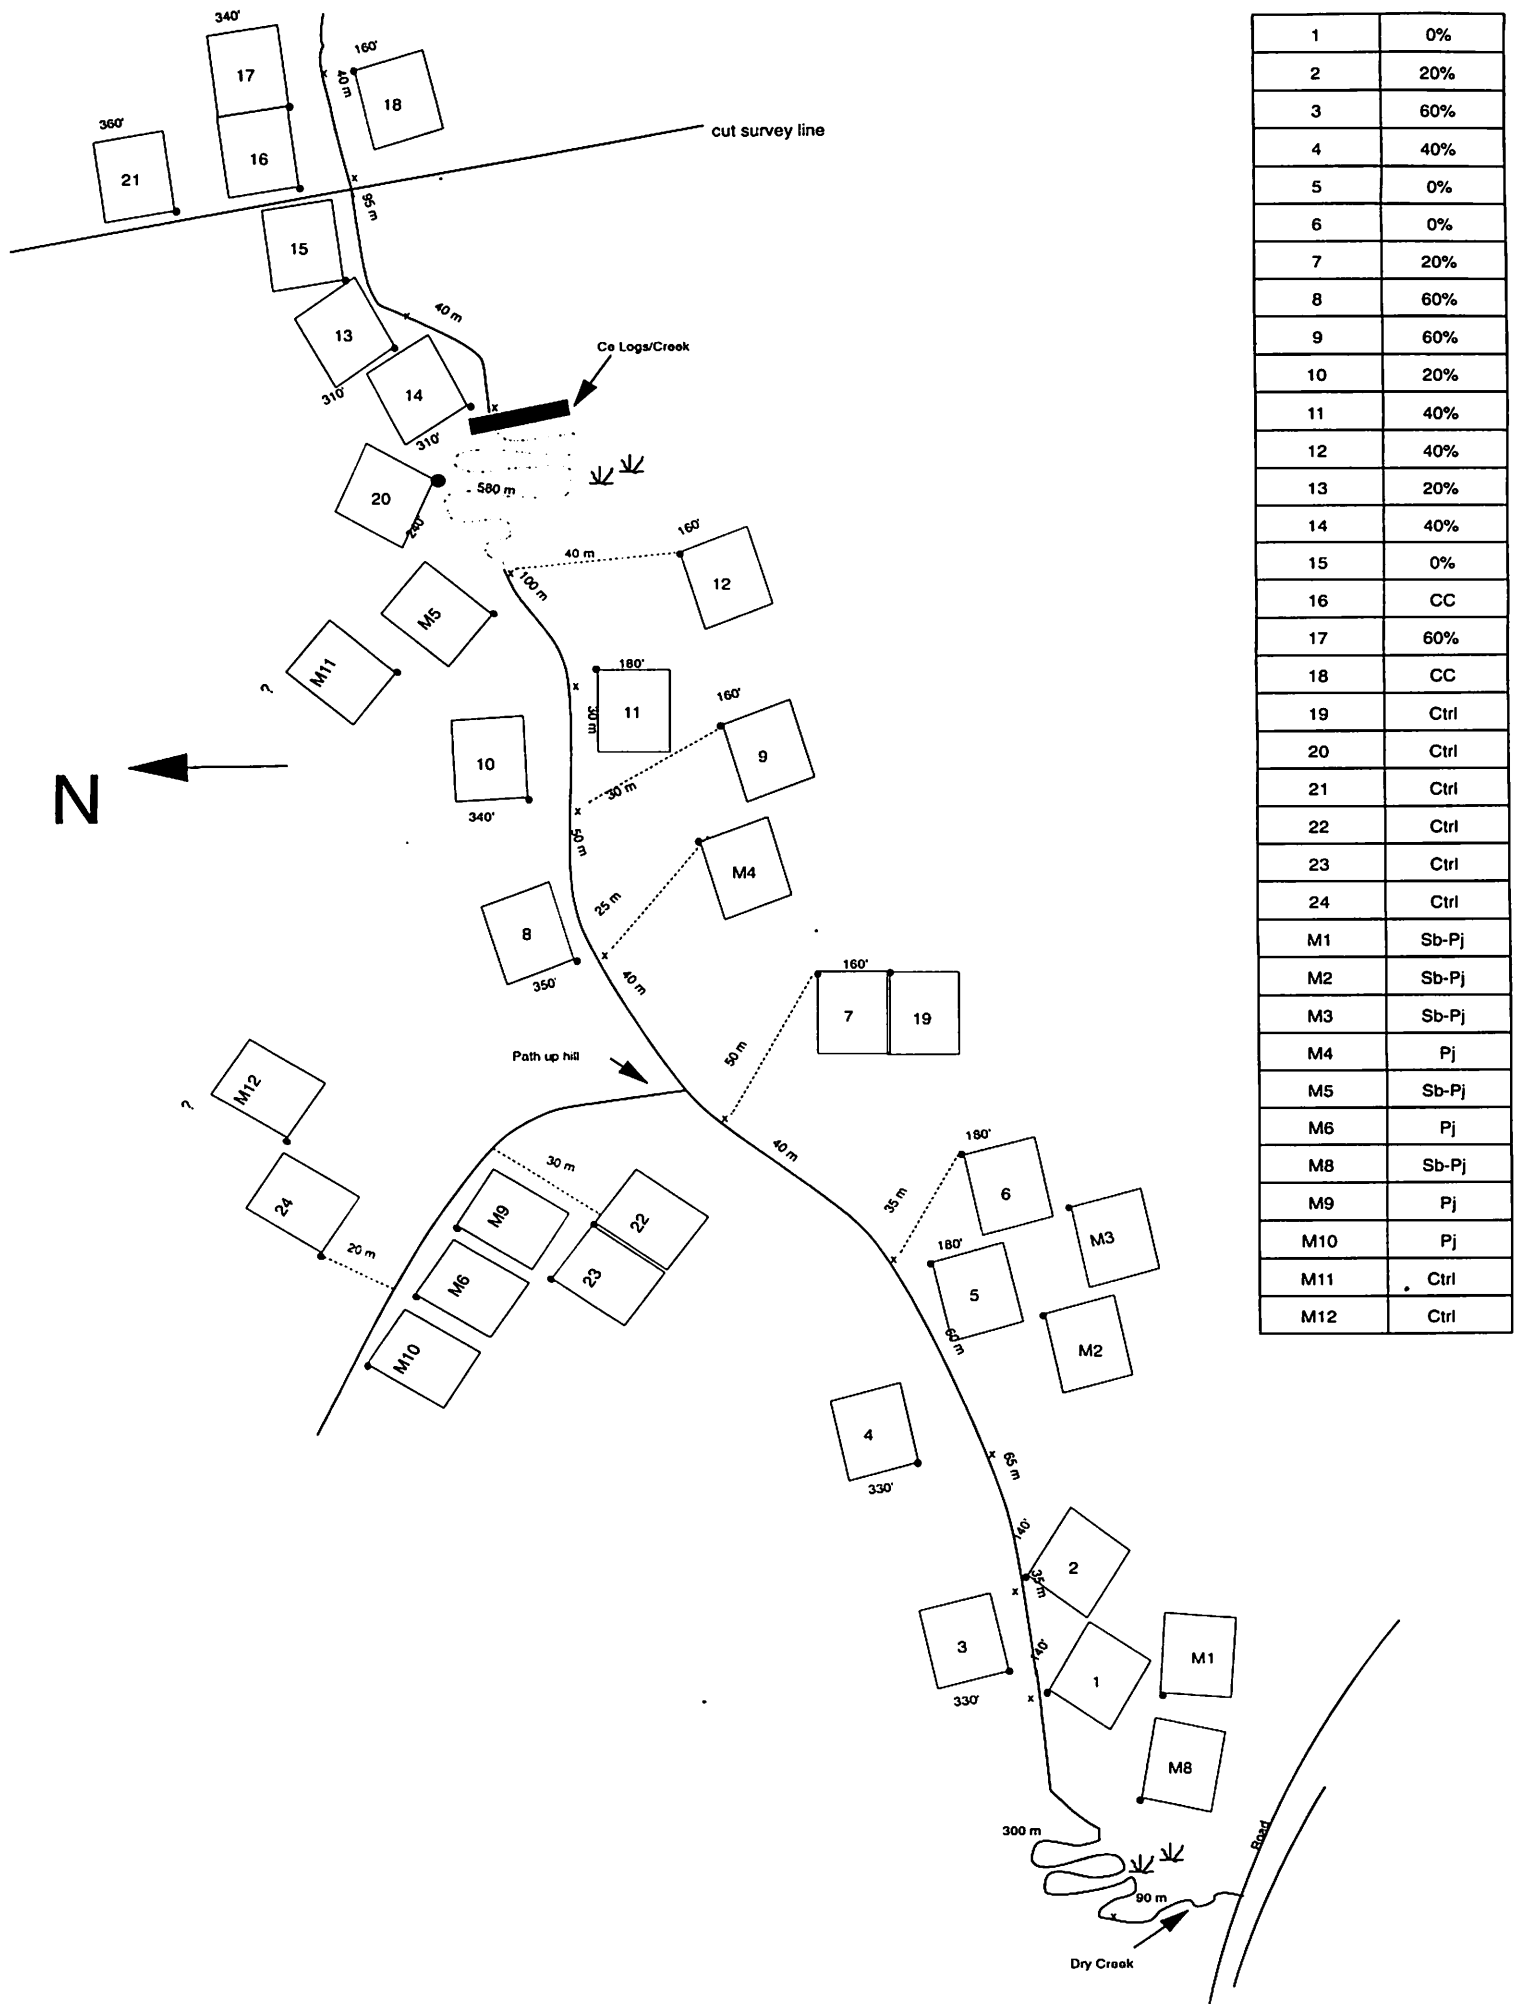 340'
17
160'
40 m
18
360'
21
16
cut survey line
95 m
15
40 m
13
Co Logs/Creek
310'
14
310'
20
580 m
240'
160'
40 m
12
100 m
M5
M11
?
180'
11
30 m
160'
9
10
340'
30 m
N
50 m
M4
25 m
8
350'
40 m
160'
7
19
50 m
Path up hill
M12
?
40 m
180'
6
30 m
35 m
M9
22
24
M3
20 m
180'
M6
23
5
60 m
M2
M10
4
330'
65 m
140'
2
35 m
3
140'
M1
1
330'
M8
300 m
Road
90 m
Dry Creek
1 0%
2 20%
3 60%
4 40%
5 0%
6 0%
7 20%
8 60%
9 60%
10 20%
11 40%
12 40%
13 20%
14 40%
15 0%
16 CC
17 60%
18 CC
19 Ctrl
20 Ctrl
21 Ctrl
22 Ctrl
23 Ctrl
24 Ctrl
M1 Sb-Pj
M2 Sb-Pj
M3 Sb-Pj
M4 Pj
M5 Sb-Pj
M6 Pj
M8 Sb-Pj
M9 Pj
M10 Pj
M11 Ctrl
M12 Ctrl